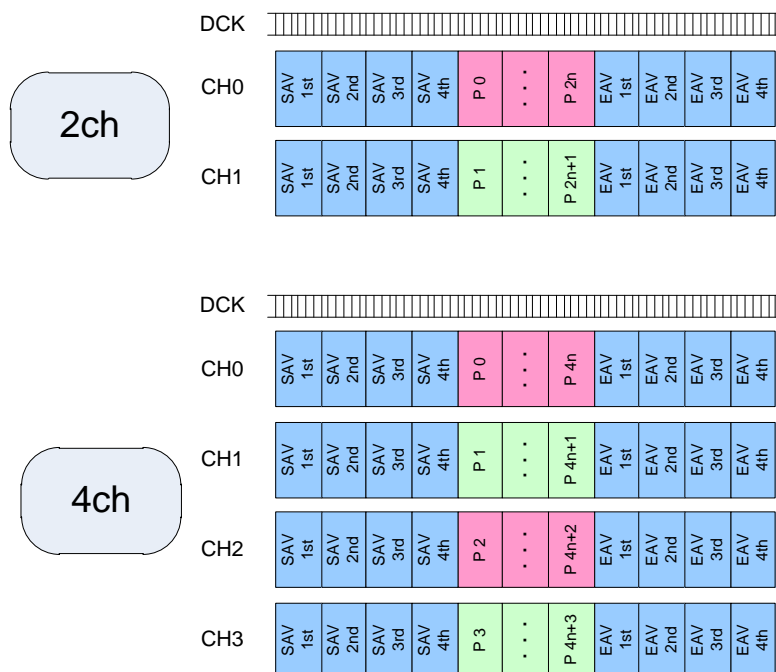 DCK
2ch
CH0
SAV 1st
SAV 2nd
SAV 3rd
SAV 4th
P 0
. . .
P 2n
EAV 1st
EAV 2nd
EAV 3rd
EAV 4th
CH1
SAV 1st
SAV 2nd
SAV 3rd
SAV 4th
P 1
. . .
P 2n+1
EAV 1st
EAV 2nd
EAV 3rd
EAV 4th
DCK
4ch
CH0
SAV 1st
SAV 2nd
SAV 3rd
SAV 4th
P 0
. . .
P 4n
EAV 1st
EAV 2nd
EAV 3rd
EAV 4th
CH1
SAV 1st
SAV 2nd
SAV 3rd
SAV 4th
P 1
. . .
P 4n+1
EAV 1st
EAV 2nd
EAV 3rd
EAV 4th
CH2
SAV 1st
SAV 2nd
SAV 3rd
SAV 4th
P 2
. . .
P 4n+2
EAV 1st
EAV 2nd
EAV 3rd
EAV 4th
CH3
SAV 1st
SAV 2nd
SAV 3rd
SAV 4th
P 3
. . .
P 4n+3
EAV 1st
EAV 2nd
EAV 3rd
EAV 4th